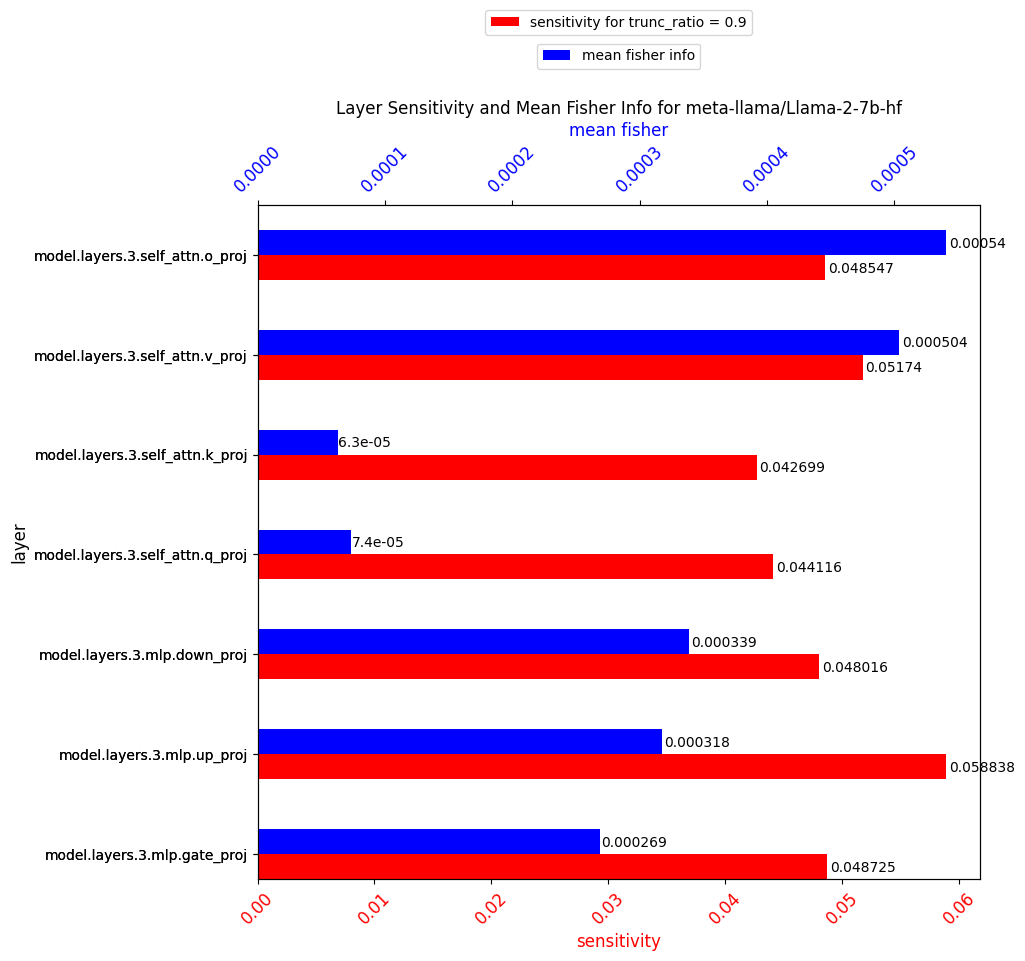 sensitivity for trunc_ratio = 0.9
mean fisher info
Layer Sensitivity and Mean Fisher Info for meta-llama/Llama-2-7b-hf
mean fisher
0.0000 0.0001 0.0002 0.0003 0.0004 0.0005
model.layers.3.self_attn.o_proj 0.00054
0.048547
model.layers.3.self_attn.v_proj 0.000504
0.05174
model.layers.3.self_attn.k_proj 6.3e-05
0.042699
model.layers.3.self_attn.q_proj 7.4e-05
0.044116
layer
model.layers.3.mlp.down_proj 0.000339
0.048016
model.layers.3.mlp.up_proj 0.000318
0.058838
model.layers.3.mlp.gate_proj 0.000269
0.048725
0.00 0.01 0.02 0.03 0.04 0.05 0.06
sensitivity